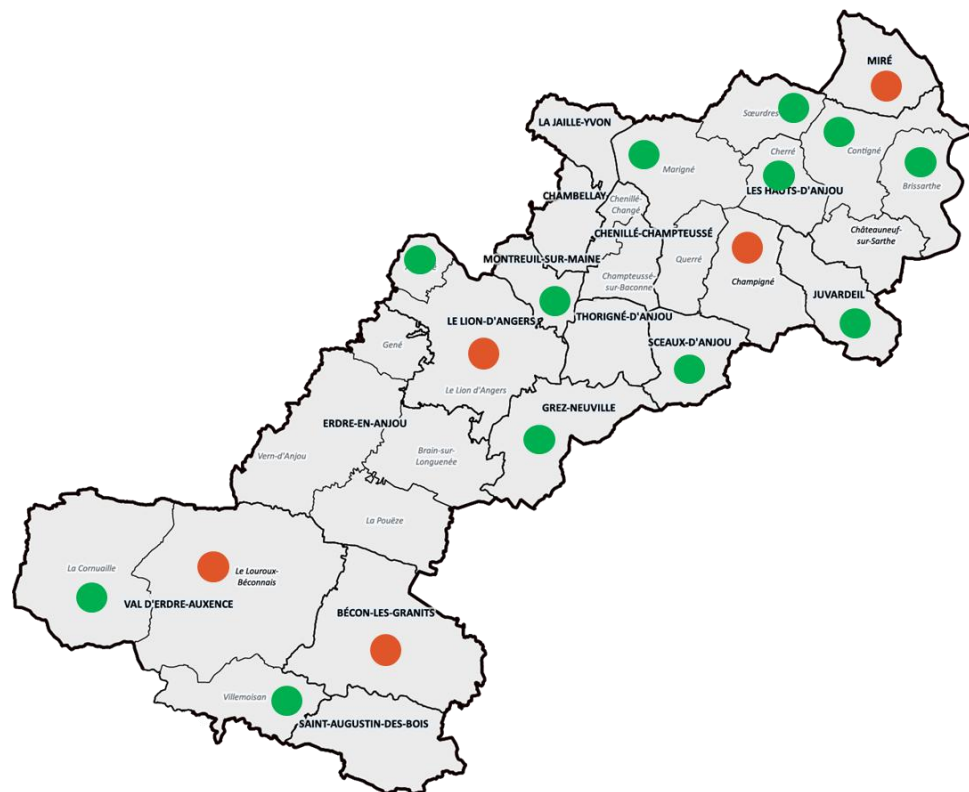 MIRÉ
Sœurdres
LA JAILLE-YVON
Cherré
Contigné
Marigné
Brissarthe
LES HAUTS-D'ANJOU
CHAMBELLAY
Chenillé-
Changé
CHENILLÉ-CHAMPTEUSSÉ
Châteauneuf-
sur-Sarthe
MONTREUIL-SUR-MAINE
Querré
Champteussé-
sur-Baconne
Champigné
JUVARDEIL
LE LION-D'ANGERS
THORIGNÉ-D'ANJOU
SCEAUX-D'ANJOU
Gené
Le Lion d'Angers
GREZ-NEUVILLE
ERDRE-EN-ANJOU
Vern-d'Anjou
Brain-sur-
Longuenée
La Pouëze
La Cornuaille
Le Louroux-
Béconnais
VAL D'ERDRE-AUXENCE
BÉCON-LES-GRANITS
Villemoisan
SAINT-AUGUSTIN-DES-BOIS